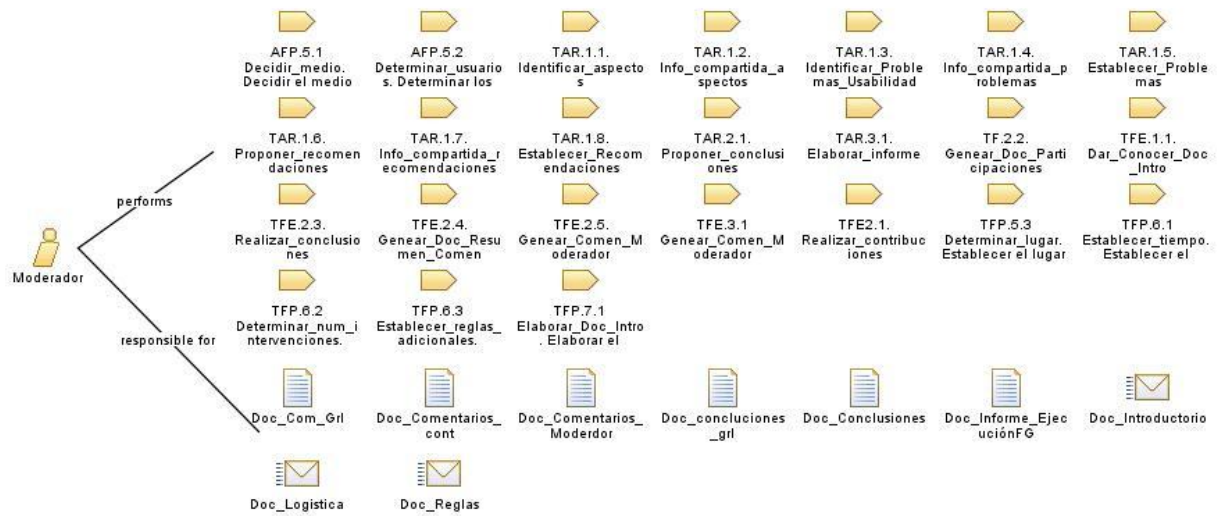 AFP.5.1
Decidir_medio.
Decidir el medio
AFP.5.2
Determinar_usuario
s. Determinar los
TAR.1.1.
Identificar_aspecto
s
TAR.1.2.
Info_compartida_a
spectos
TAR.1.3.
Identificar_Proble
mas_Usabilidad
TAR.1.4.
Info_compartida_p
roblemas
TAR.1.5.
Establecer_Proble
mas
TAR.1.6.
Proponer_recomen
daciones
TAR.1.7.
Info_compartida_r
ecomendaciones
TAR.1.8.
Establecer_Recom
endaciones
TAR.2.1.
Proponer_conclusi
ones
TAR.3.1.
Elaborar_informe
TF.2.2.
Genear_Doc_Parti
cipaciones
TFE.1.1.
Dar_Conocer_Doc
_Intro
performs
TFE.2.3.
Realizar_conclusio
nes
TFE.2.4.
Genear_Doc_Resu
men_Comen
TFE.2.5.
Genear_Comen_M
oderador
TFE.3.1
Genear_Comen_M
oderador
TFE2.1.
Realizar_contribuc
iones
TFP.5.3
Determinar_lugar.
Establecer el lugar
TFP.6.1
Establecer_tiempo.
Establecer el
Moderador
TFP.6.2
Determinar_num_i
ntervenciones.
TFP.6.3
Establecer_reglas_
adicionales.
TFP.7.1
Elaborar_Doc_Intro
. Elaborar el
responsible for
Doc_Com_Grl
Doc_Comentarios_
cont
Doc_Comentarios_
Moderdor
Doc_concluciones
_grl
Doc_Conclusiones
Doc_Informe_Ejec
uciónFG
Doc_Introductorio
Doc_Logistica
Doc_Reglas